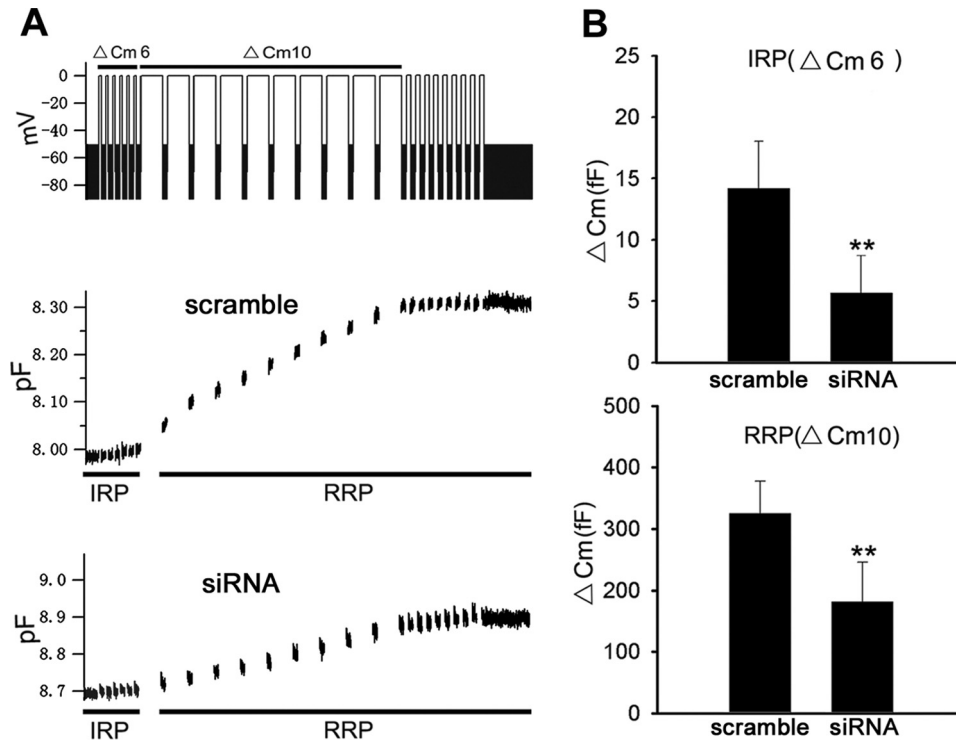 A
△ Cm 6
△ Cm10
0
−20
−40
−60
−80
mV
scramble
8.30
8.20
8.10
8.00
pF
IRP
RRP
siRNA
9.0
8.9
8.8
8.7
pF
IRP
RRP
B
IRP( △ Cm 6 )
25
20
15
10
5
0
△ Cm(fF)
**
scramble
siRNA
RRP(△ Cm10)
500
400
300
200
100
0
△ Cm(fF)
**
scramble
siRNA